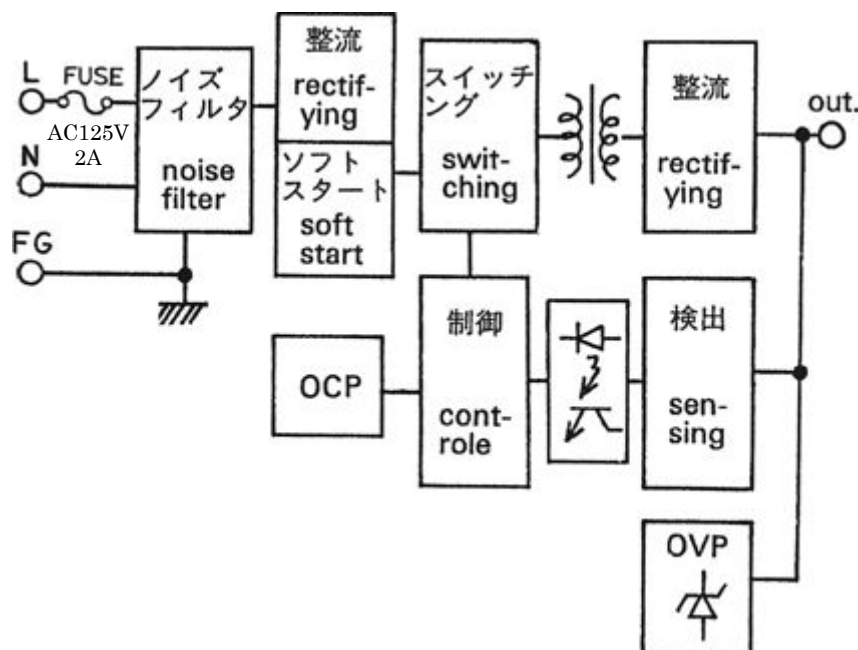 L
FUSE
AC125V
2A
N
FG
ノイズ
フィルタ
noise
filter
整流
rectif-
ying
ソフト
スタート
soft
start
スイッチ
ング
swit-
ching
整流
rectif-
ying
out.
OCP
制御
cont-
role
検出
sen-
sing
OVP